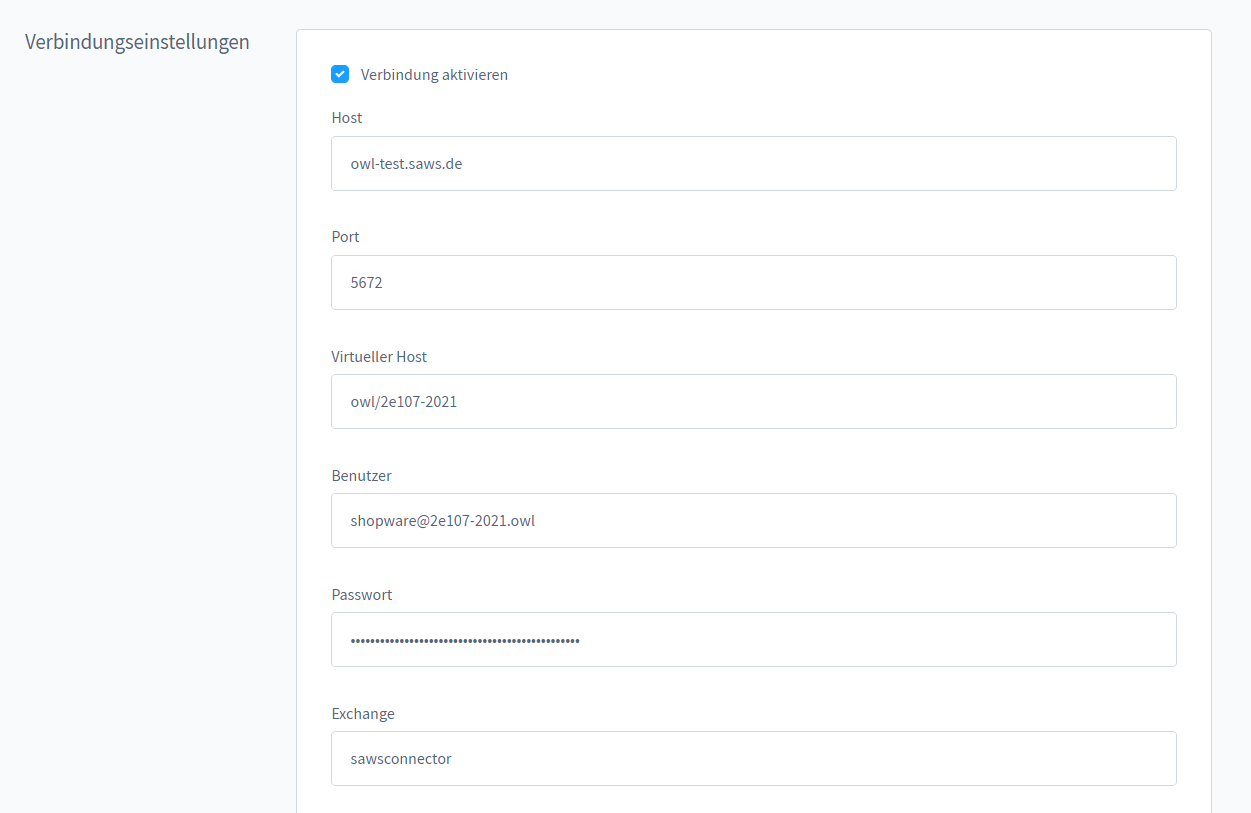 Verbindungseinstellungen
Verbindung aktivieren
Host
owl-test.saws.de
Port
5672
Virtueller Host
owl/2e107-2021
Benutzer
shopware@2e107-2021.owl
Passwort
•••••••••••••••••••••••••••••••••••••••••••••••
Exchange
sawsconnector